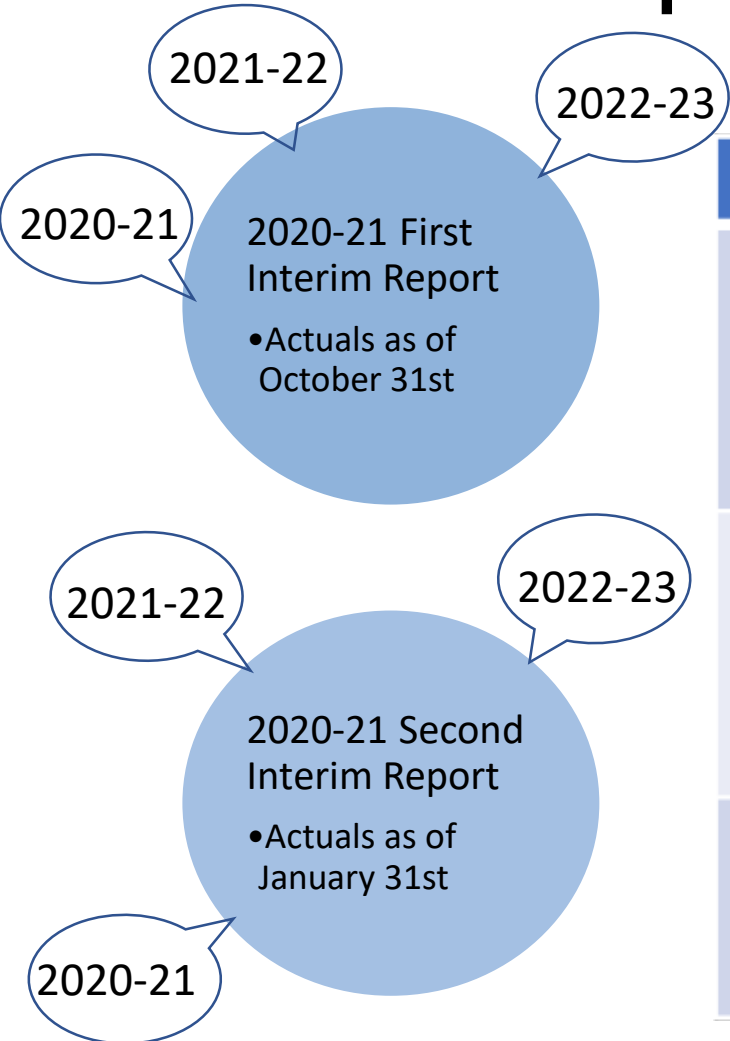 2021-22
2022-23
2020-21
2020-21 First
Interim Report
•Actuals as of
October 31st
2021-22
2022-23
2020-21 Second
Interim Report
•Actuals as of
January 31st
2020-21